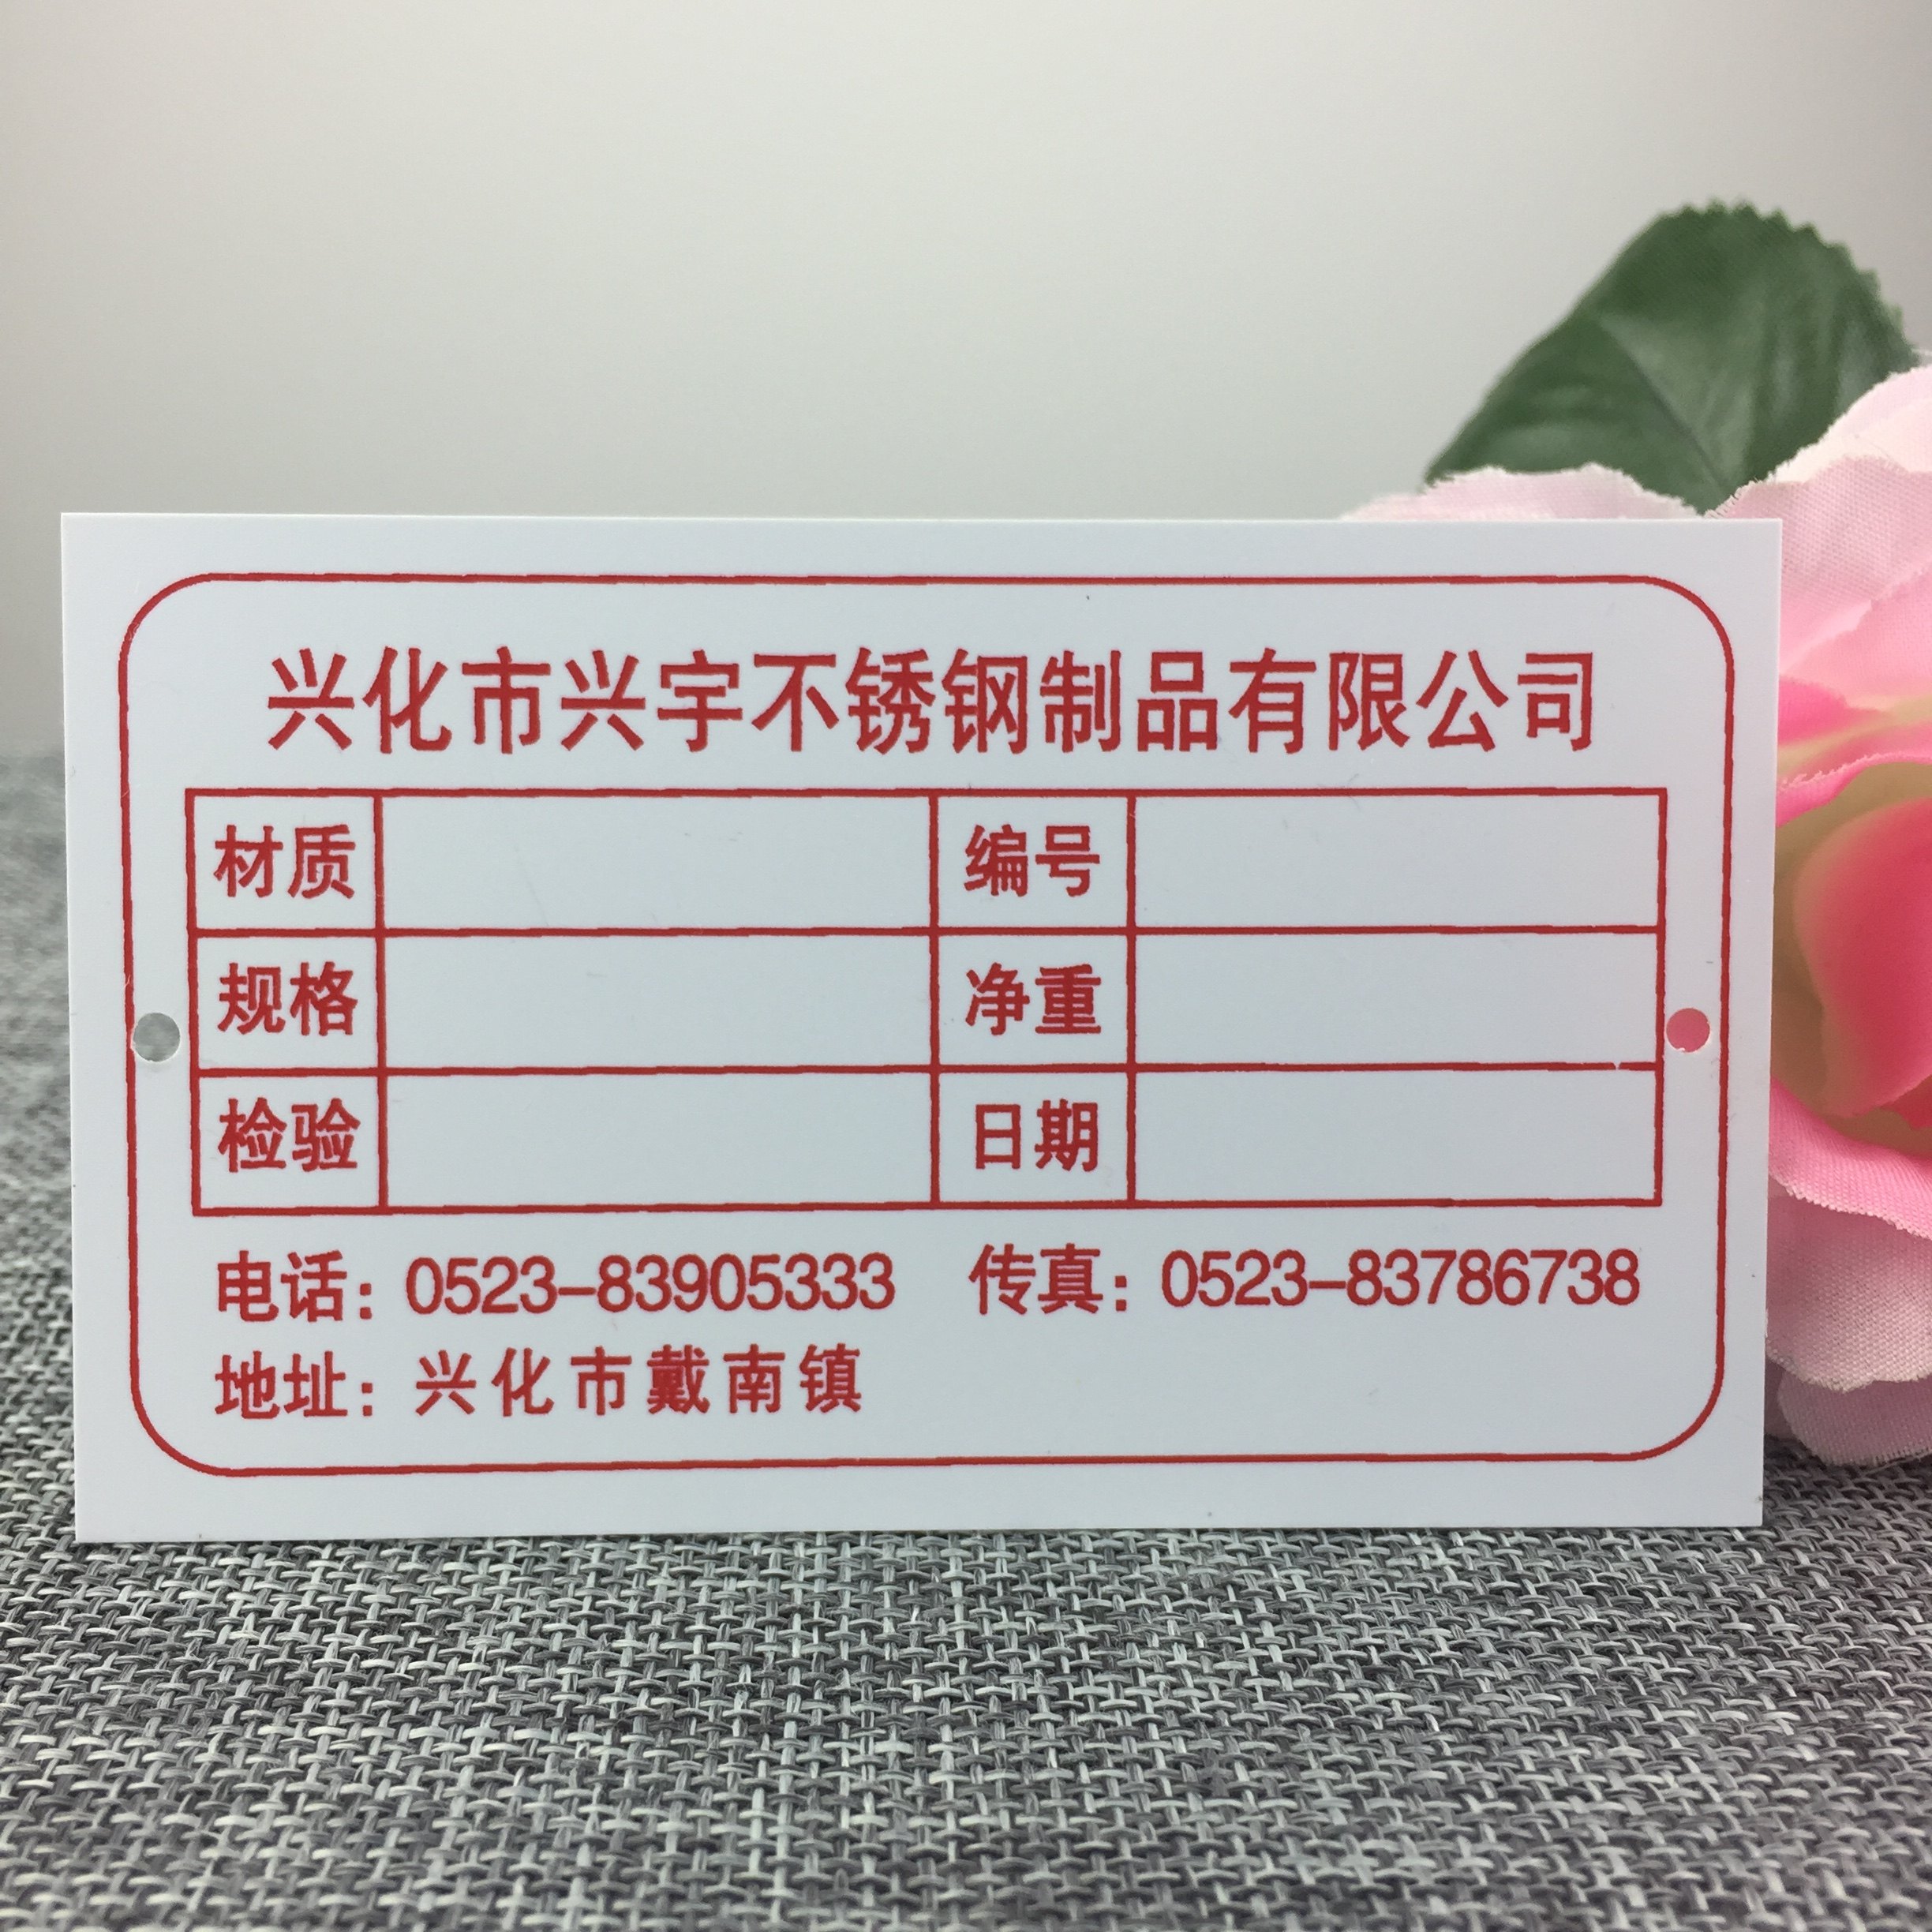 兴化市兴宇不锈钢制品有限公司
材质 编号
规格 净重
检验 日期
电话：0523-83905333 传真：0523-83786738
地址：兴化市戴南镇